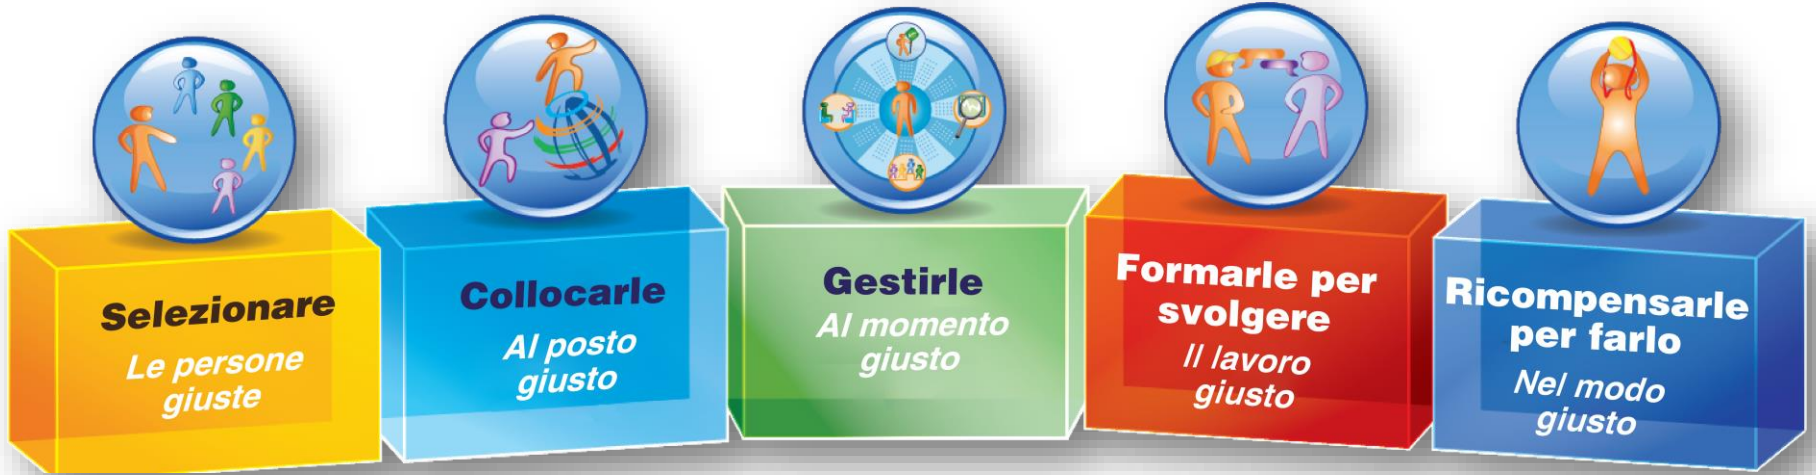 Selezionare
Le persone
giuste
Collocarle
Al posto
giusto
Gestirle
Al momento
giusto
Formarle per
svolgere
Il lavoro
giusto
Ricompensarle
per farlo
Nel modo
giusto